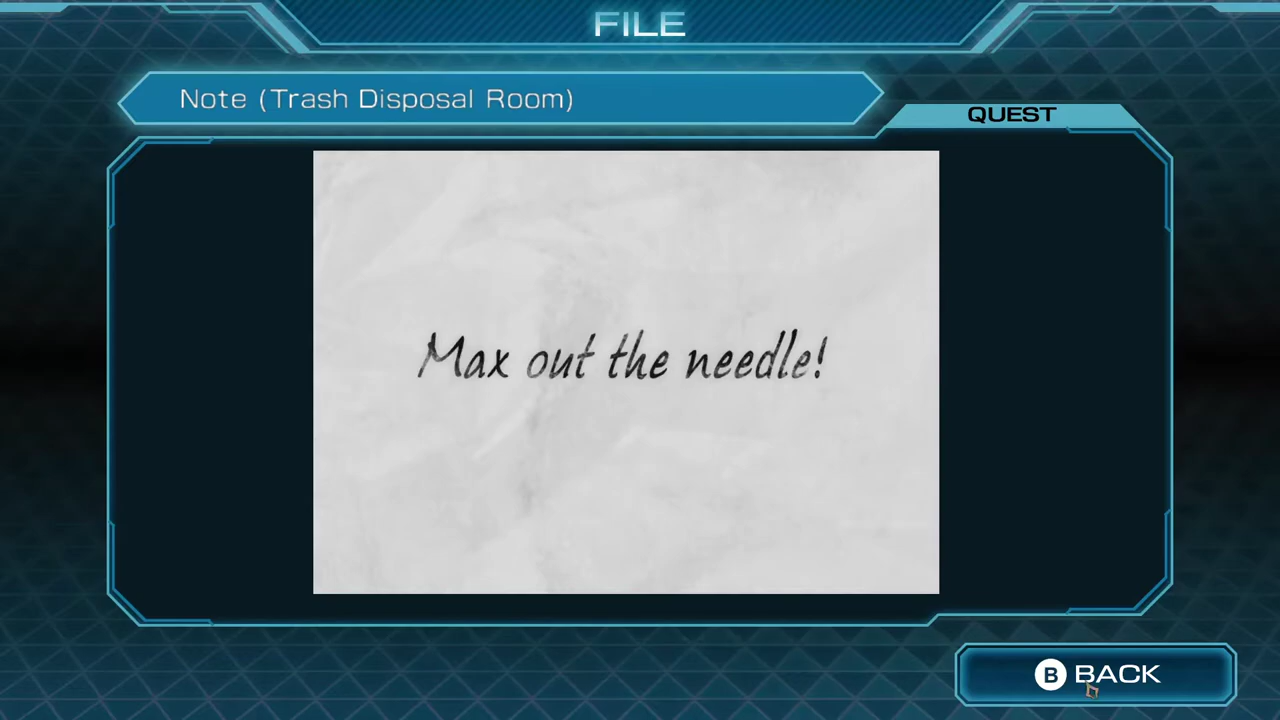 FILE
Note (Trash Disposal Room)
QUEST
Max out the needle!
B BACK